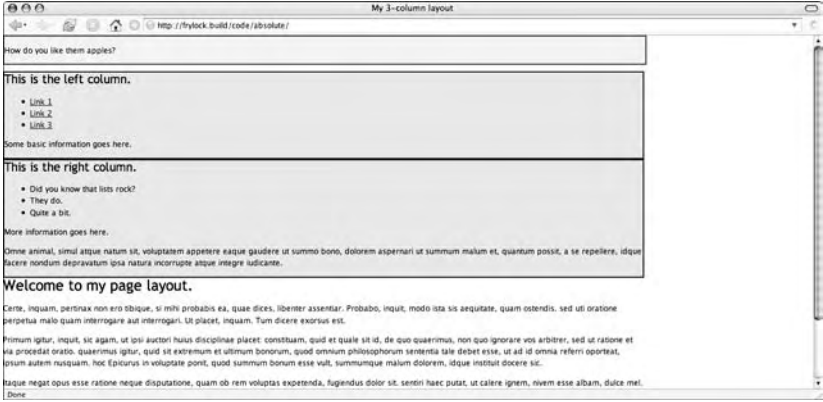 My 3-column layout
http://frylock.build/code/absolute/
How do you like them apples?
This is the left column.
• Link 1
• Link 2
• Link 3
Some basic information goes here.
This is the right column.
• Did you know that lists rock?
• They do.
• Quite a bit.
More information goes here.
Omne animal, simul atque natum sit, voluptatem appetere eaque gaudere ut summo bono, dolorem aspernari ut summum malum et, quantum possit, a se repellere, idque
facere nondum depravatum ipsa natura incorrupte atque integre iudicante.
Welcome to my page layout.
Certe, inquam, pertinax non ero tibique, si mihi probabis ea, quae dices, libenter assentiar. Probabo, inquit, modo ista sis aequitate, quam ostendis. sed uti oratione
perpetua malo quam interrogare aut interrogari. Ut placet, inquam. Tum dicere exorsus est.
Primum igitur, inquit, sic agam, ut ipsi auctori huius disciplinae placet: constituam, quid et quale sit id, de quo quaerimus, non quo ignorare vos arbitrer, sed ut ratione et
via procedat oratio. quaerimus igitur, quid sit extremum et ultimum bonorum, quod omnium philosophorum sententia tale debet esse, ut ad id omnia referri oporteat,
ipsum autem nusquam. hoc Epicurus in voluptate ponit, quod summum bonum esse vult, summumque malum dolorem, idque instituit docere sic.
Itaque negat opus esse ratione neque disputatione, quam ob rem voluptas expetenda, fugiendus dolor sit. sentiri haec putat, ut calere ignem, nivem esse albam, dulce mel.
Done